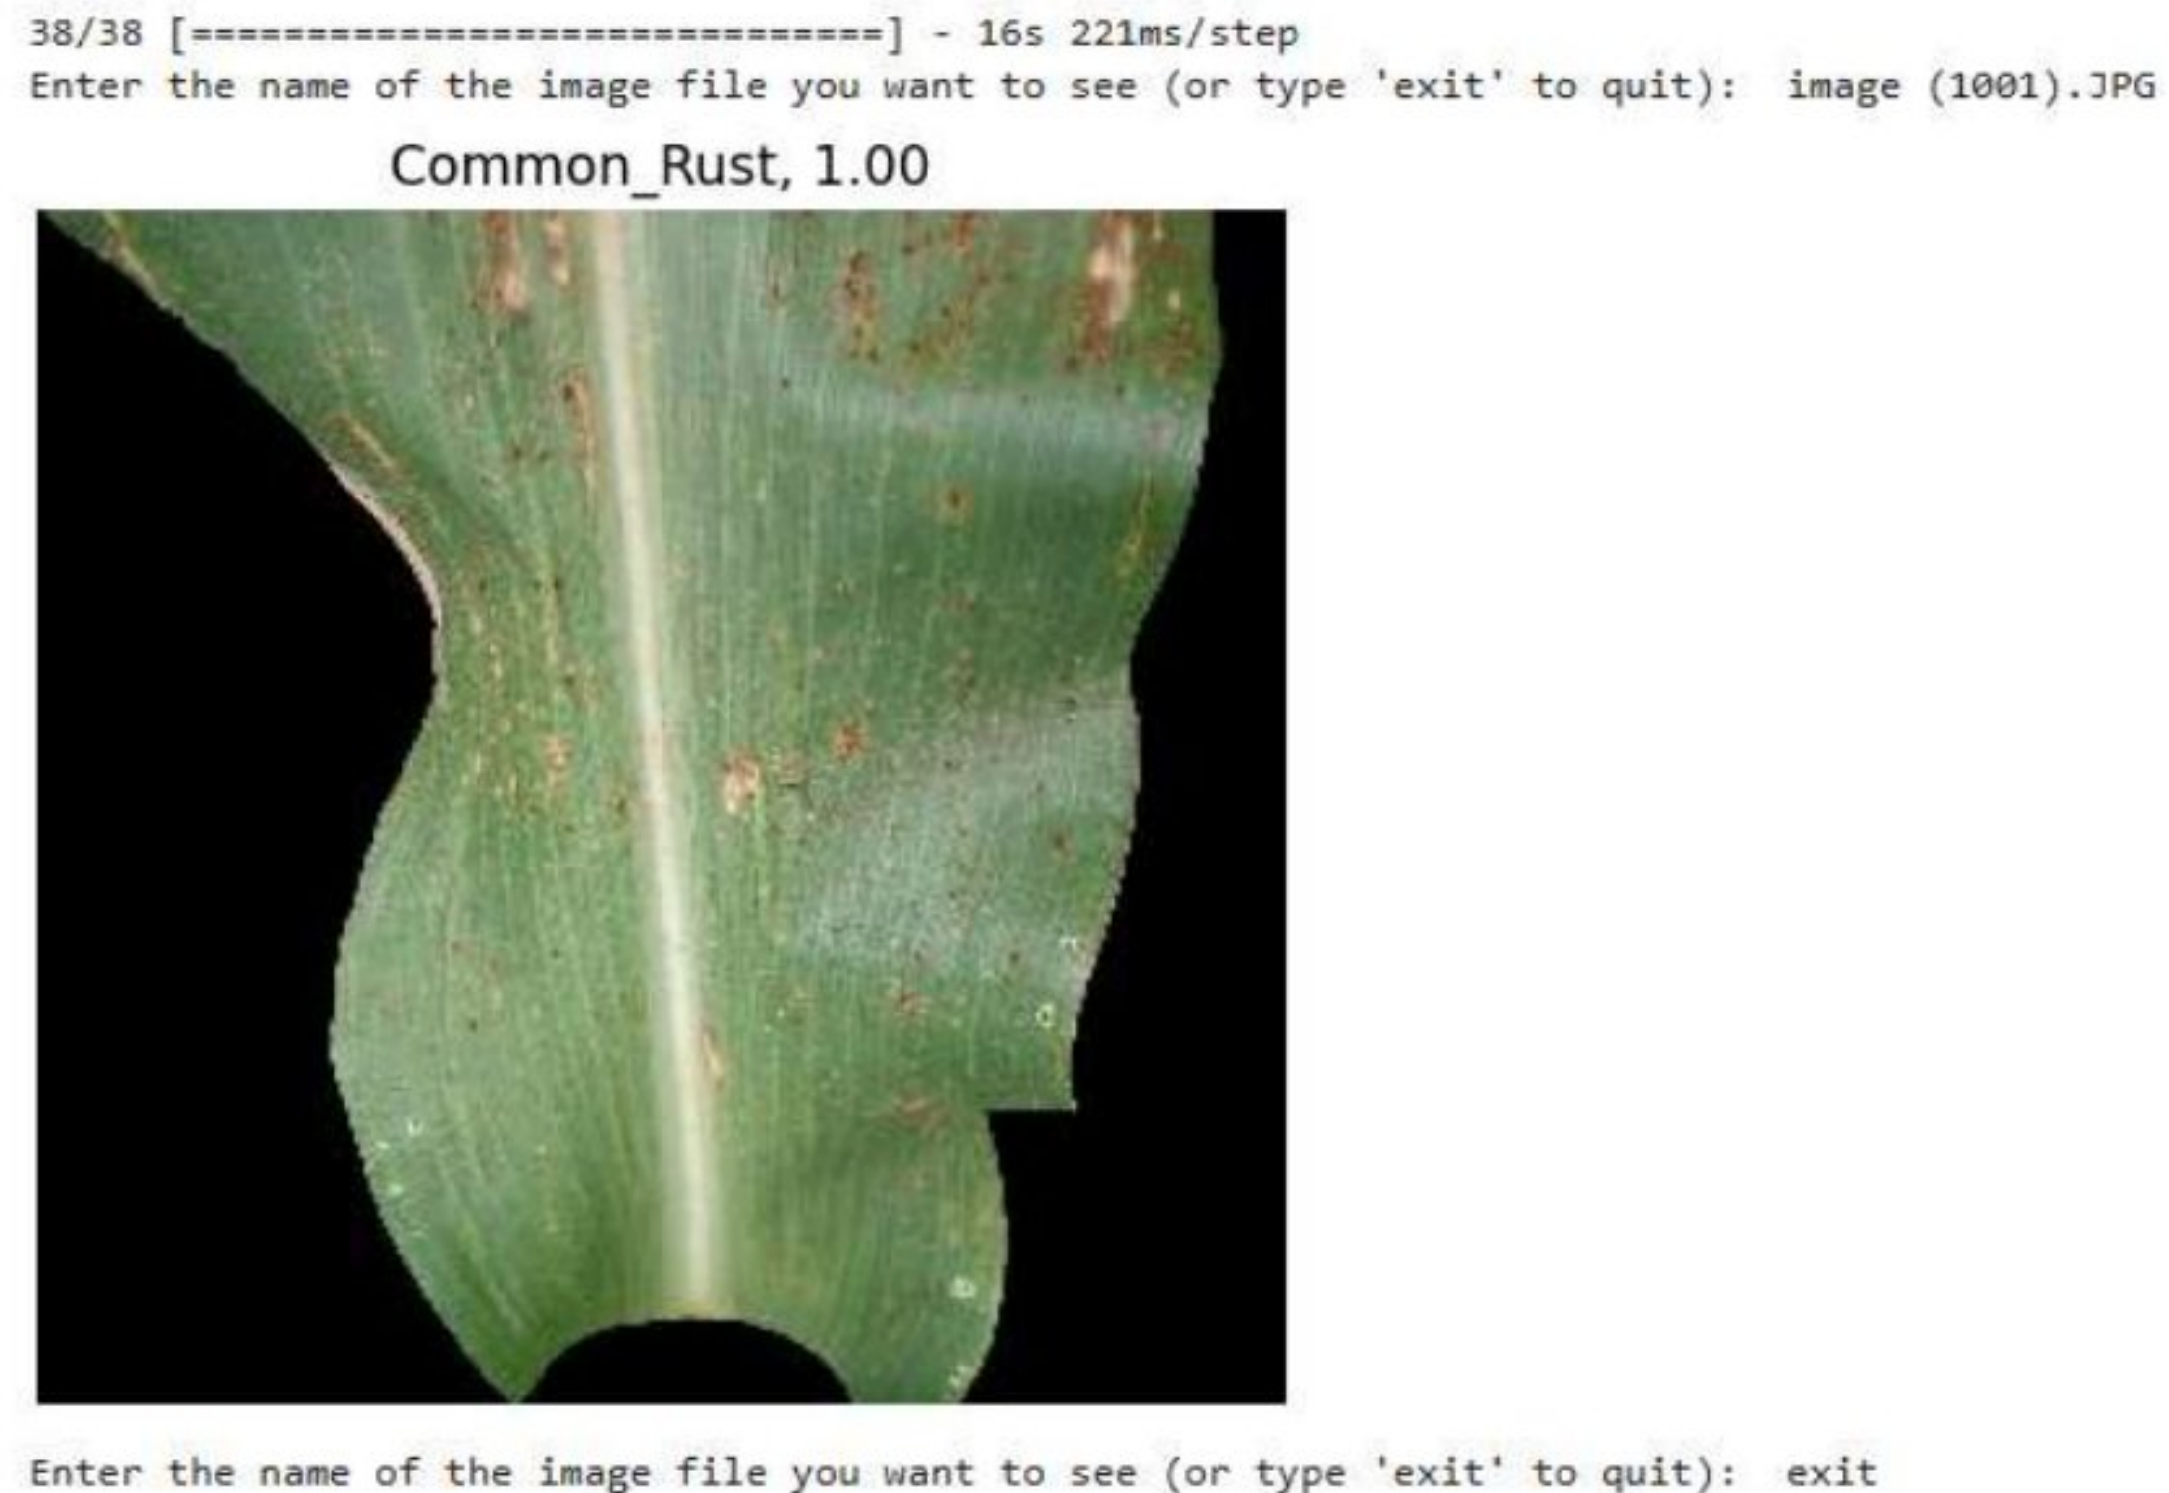 38/38 [==============================] - 16s 221ms/step
Enter the name of the image file you want to see (or type 'exit' to quit):  image (1001).JPG
Common_Rust, 1.00
Enter the name of the image file you want to see (or type 'exit' to quit):  exit